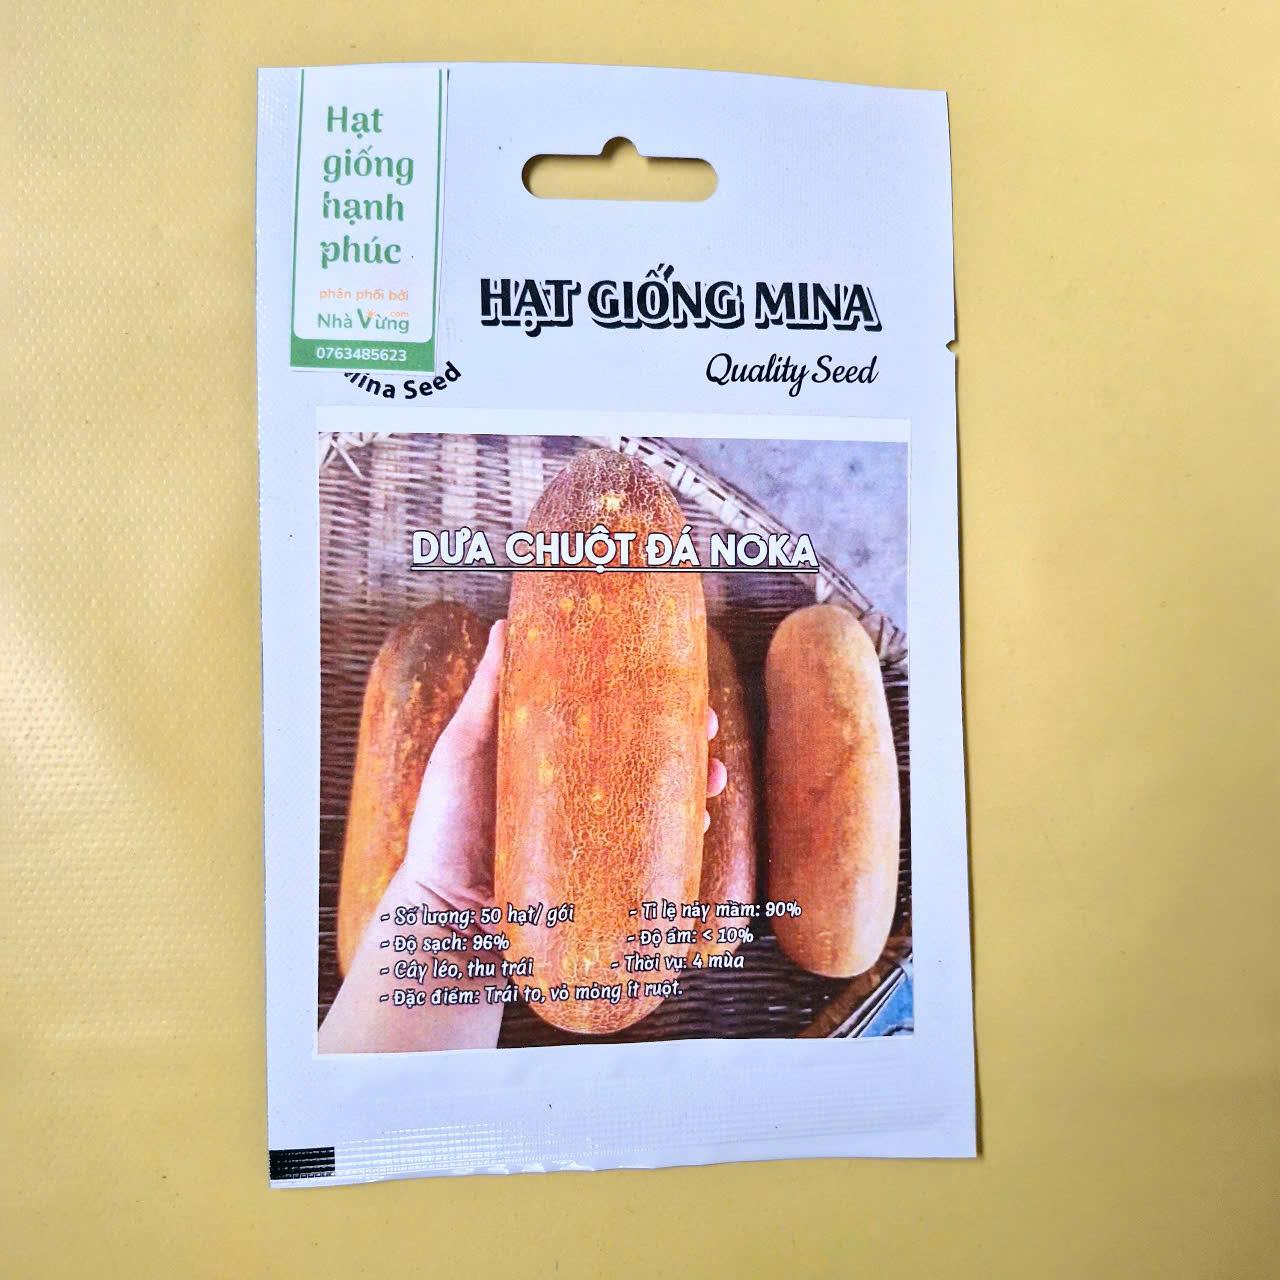 Hạt
giống
hạnh
phúc
phân phối bởi
Nhà Vừng
.com
0763485623
HẠT GIỐNG MINA
Quality Seed
Mina Seed
DƯA CHUỘT ĐÁ NOKA
- Số lượng: 50 hạt/ gói
- Tỉ lệ nảy mầm: 90%
- Độ sạch: 96%
- Độ ẩm: < 10%
- Cây léo, thu trái
- Thời vụ: 4 mùa
- Đặc điểm: Trái to, vỏ mỏng ít ruột.